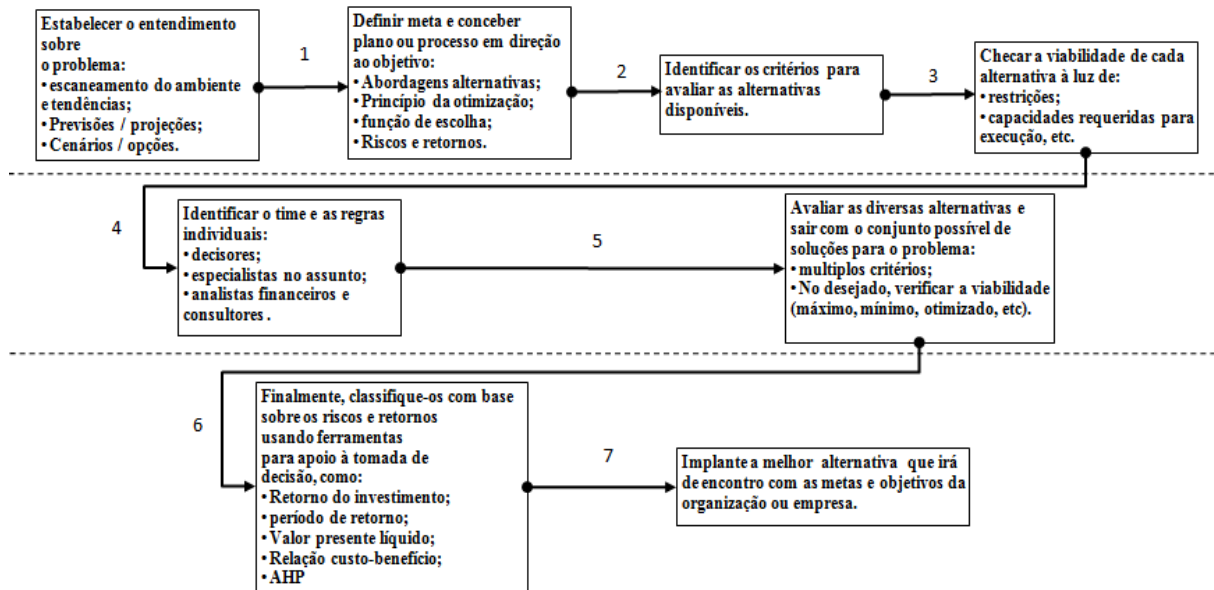 Estabelecer o entendimento
sobre
o problema:
• escaneamento do ambiente
e tendências;
• Previsões / projeções;
• Cenários / opções.
1
Definir meta e conceber
plano ou processo em direção
ao objetivo:
• Abordagens alternativas;
• Princípio da otimização;
• função de escolha;
• Riscos e retornos.
2
Identificar os critérios para
avaliar as alternativas
disponíveis.
3
Checar a viabilidade de cada
alternativa à luz de:
• restrições;
• capacidades requeridas para
execução, etc.
4
Identificar o time e as regras
individuais:
• decisores;
• especialistas no assunto;
• analistas financeiros e
consultores .
5
Avaliar as diversas alternativas e
sair com o conjunto possível de
soluções para o problema:
• multiplos critérios;
• No desejado, verificar a viabilidade
(máximo, mínimo, otimizado, etc).
6
Finalmente, classifique-os com base
sobre os riscos e retornos
usando ferramentas
para apoio à tomada de
decisão, como:
• Retorno do investimento;
• período de retorno;
• Valor presente líquido;
• Relação custo-benefício;
• AHP
7
Implante a melhor alternativa que irá
de encontro com as metas e objetivos da
organização ou empresa.